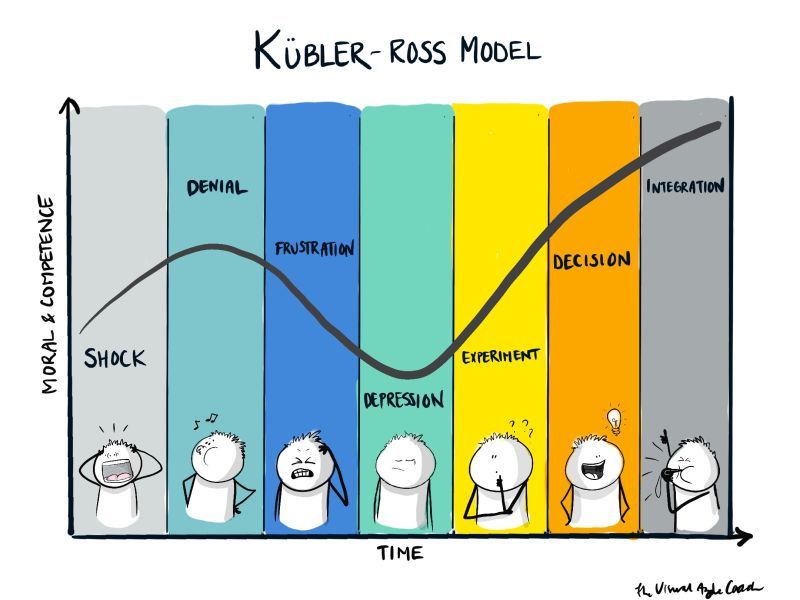 KÜBLER-ROSS MODEL
MORAL & COMPETENCE
SHOCK
DENIAL
FRUSTRATION
DEPRESSION
EXPERIMENT
? ? ?
DECISION
INTEGRATION
TIME
the Visual Agile Coach